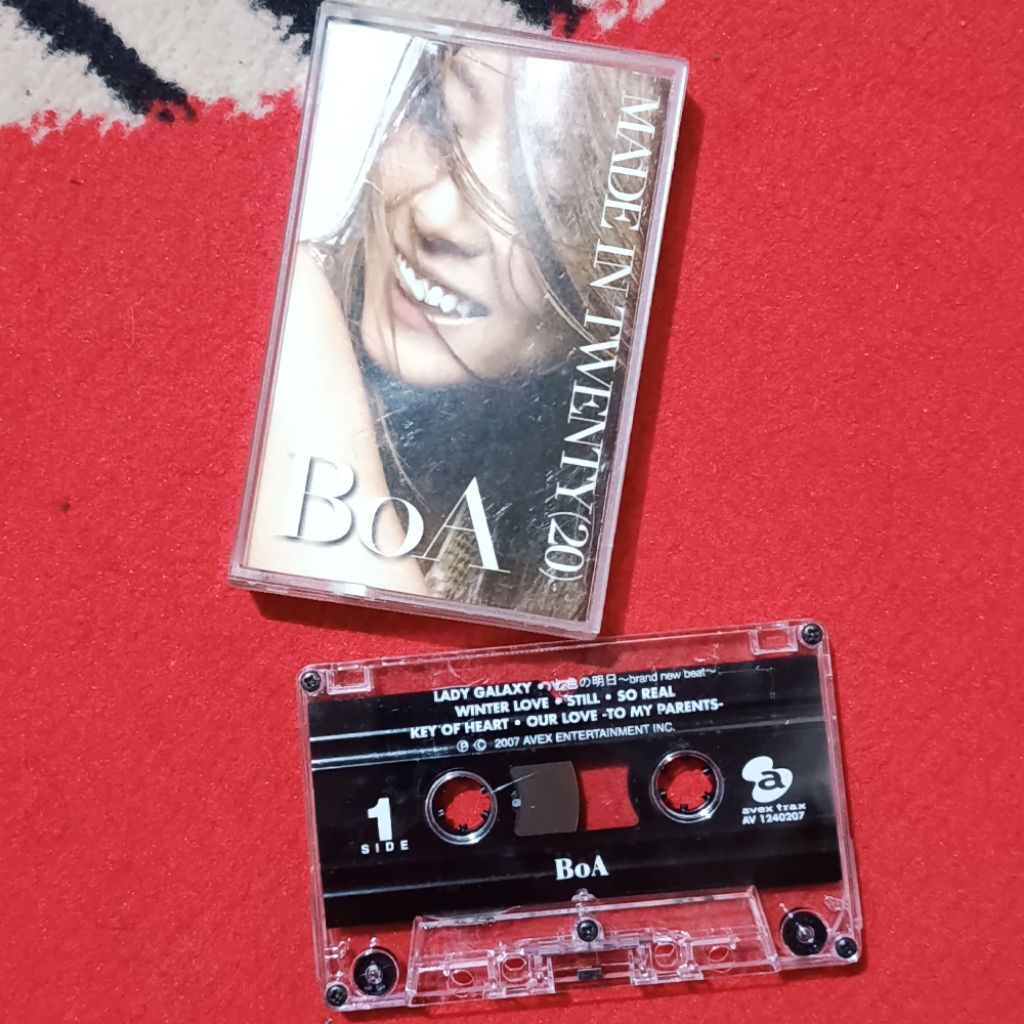 MADE IN TWENTY (20)
BoA
LADY GALAXY • 七色の明日~brand new beat~
WINTER LOVE • STILL • SO REAL
KEY OF HEART • OUR LOVE -TO MY PARENTS-
Ⓟ © 2007 AVEX ENTERTAINMENT INC.
1
SIDE
a
avex trax
AV 1240207
BoA